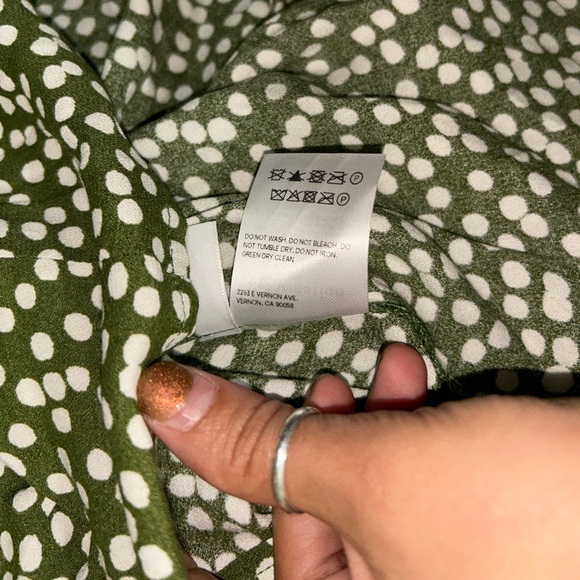 P
P
DO NOT WASH, DO NOT BLEACH, DO
NOT TUMBLE DRY, DO NOT IRON,
GREEN DRY CLEAN
2263 E VERNON AVE.
VERNON, CA 90058